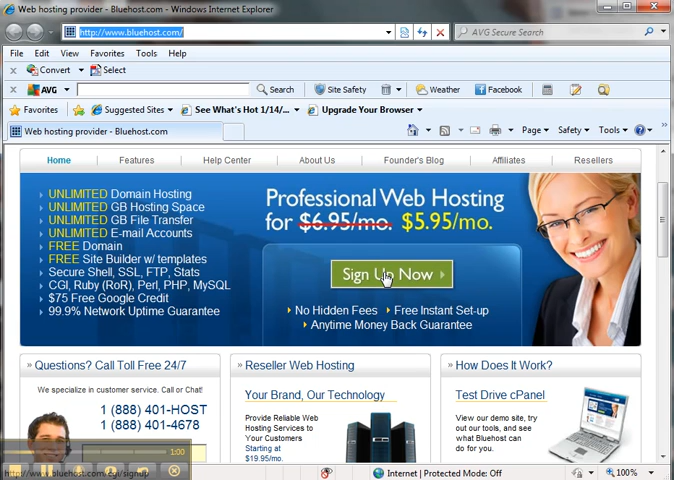 Web hosting provider - Bluehost.com - Windows Internet Explorer
http://www.bluehost.com/
AVG Secure Search
File Edit View Favorites Tools Help
x Convert Select
x AVG Search Site Safety Weather Facebook
Favorites Suggested Sites See What's Hot 1/14/... Upgrade Your Browser
Web hosting provider - Bluehost.com
Page Safety Tools
Home Features Help Center About Us Founder's Blog Affiliates Resellers
UNLIMITED Domain Hosting
UNLIMITED GB Hosting Space
UNLIMITED GB File Transfer
UNLIMITED E-mail Accounts
FREE Domain
FREE Site Builder w/ templates
Secure Shell, SSL, FTP, Stats
CGI, Ruby (RoR), Perl, PHP, MySQL
$75 Free Google Credit
99.9% Network Uptime Guarantee
Professional Web Hosting
for $6.95/mo. $5.95/mo.
Sign Up Now
No Hidden Fees Free Instant Set-up
Anytime Money Back Guarantee
» Questions? Call Toll Free 24/7
We specialize in customer service. Call or Chat!
1 (888) 401-HOST
1 (888) 401-4678
» Reseller Web Hosting
Your Brand, Our Technology
Provide Reliable Web
Hosting Services to
Your Customers
Starting at
$19.95/mo.
» How Does It Work?
Test Drive cPanel
View our demo site, try
out our tools, and see
what Bluehost can
do for you.
1:00
http://www.bluehost.com/cgi/signup
Internet | Protected Mode: Off
100%